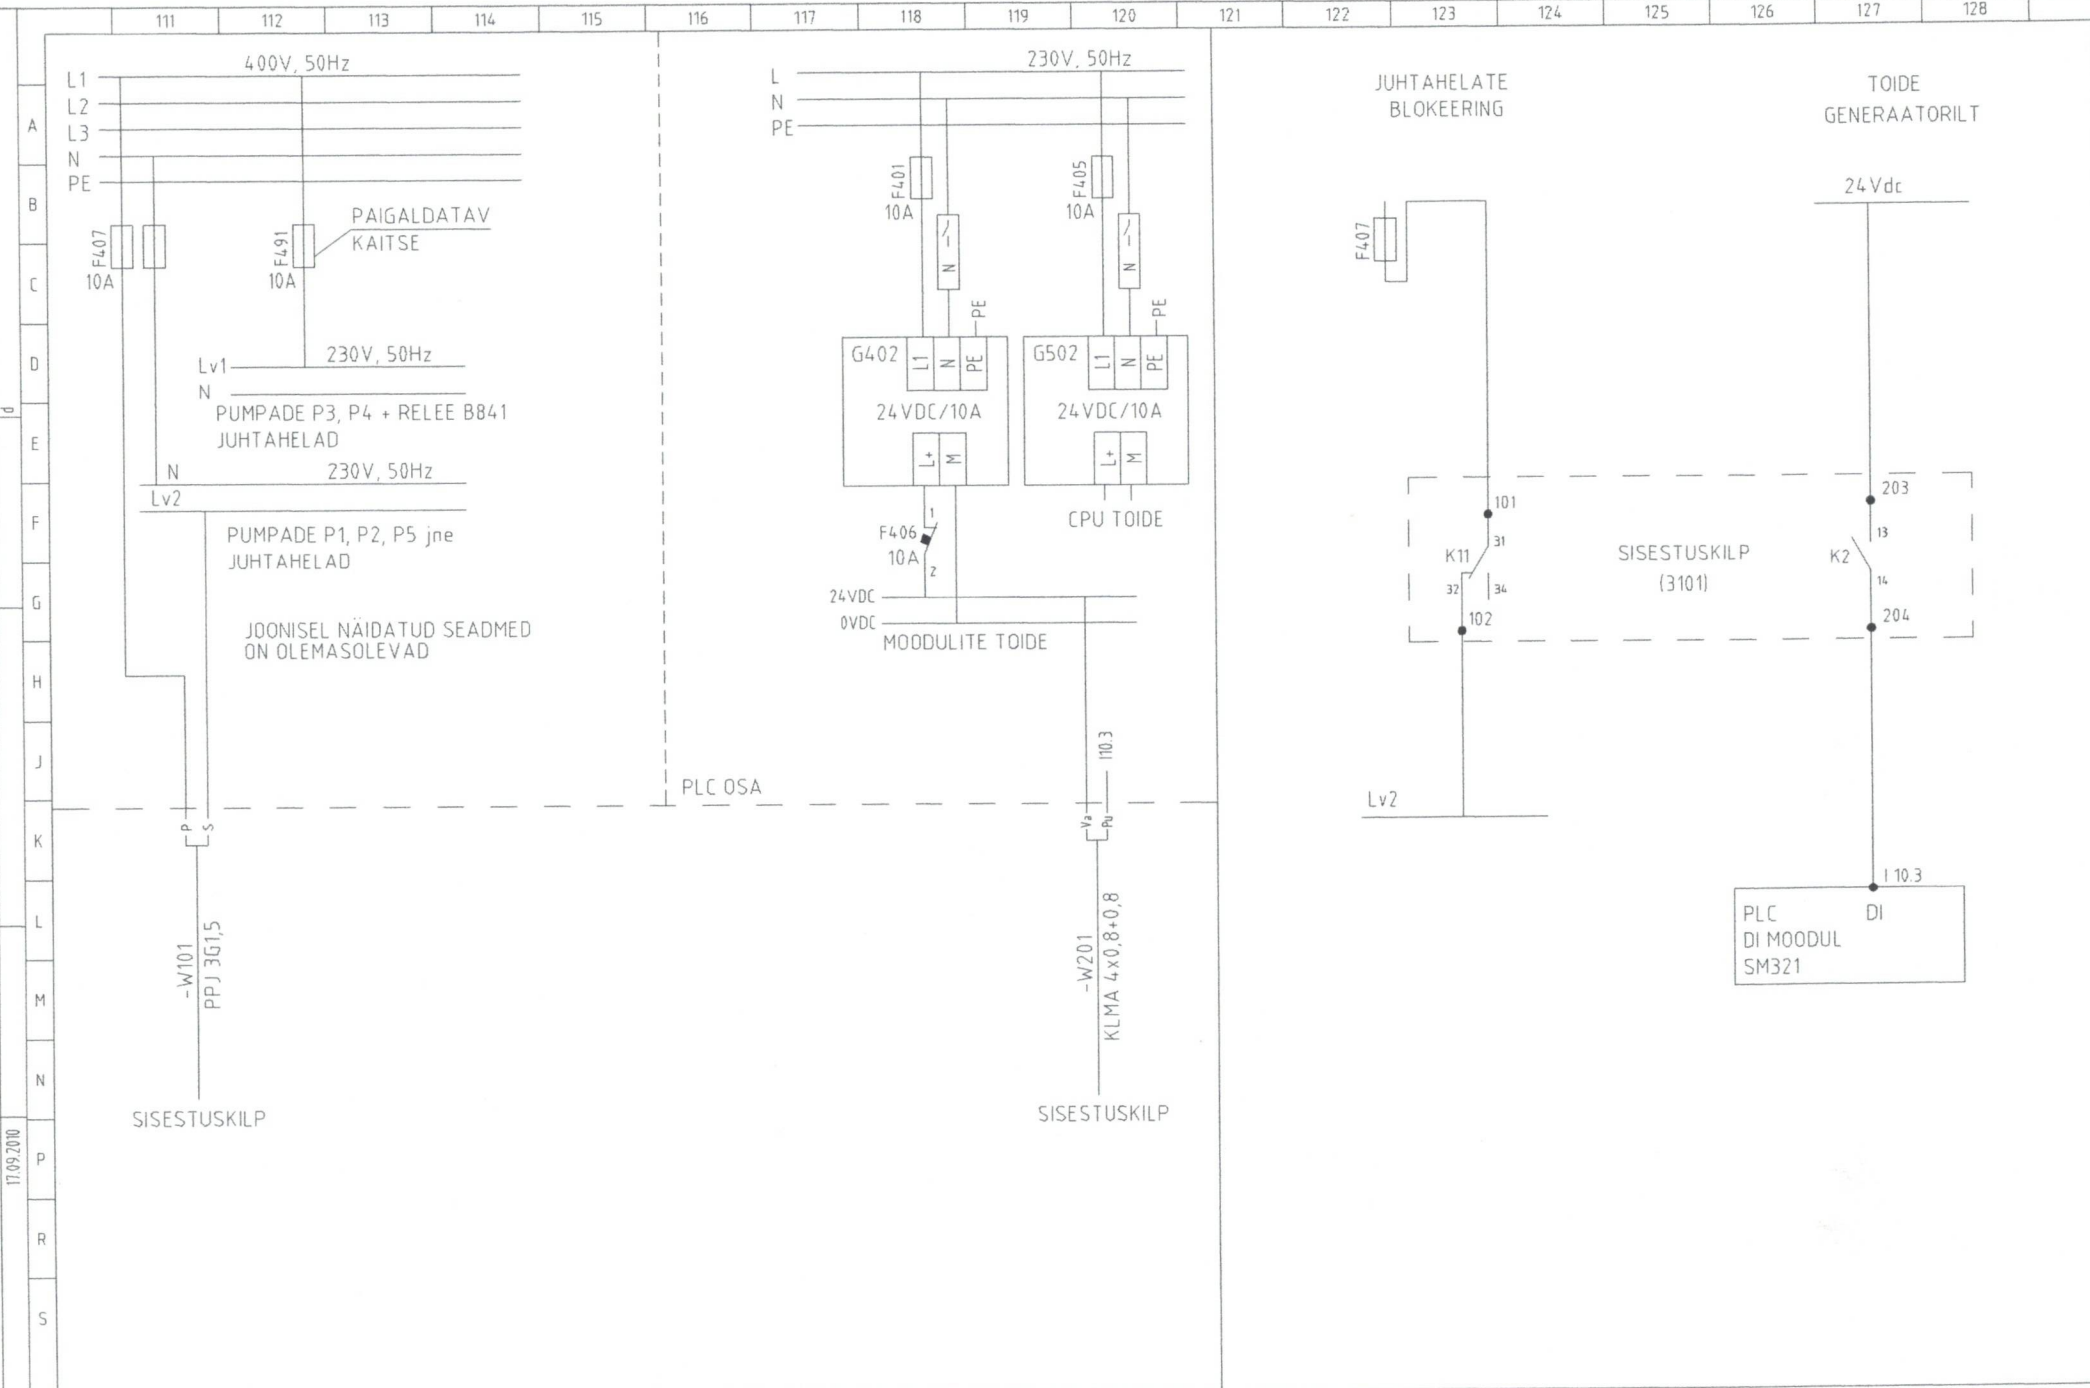 111 112 113 114 115 116 117 118 119 120 121 122 123 124 125 126 127 128
A
B
C
D
E
F
G
H
J
K
L
M
N
P
R
S
17.09.2010
400V, 50Hz
L1
L2
L3
N
PE
F407
10A
F491
10A
PAIGALDATAV
KAITSE
Lv1
230V, 50Hz
N
PUMPADE P3, P4 + RELEE B841
JUHTAHELAD
N
230V, 50Hz
Lv2
PUMPADE P1, P2, P5 jne
JUHTAHELAD
JOONISEL NÄIDATUD SEADMED
ON OLEMASOLEVAD
P
S
-W101
PPJ 3G1,5
SISESTUSKILP
230V, 50Hz
L
N
PE
F401
10A
N
PE
F405
10A
N
PE
G402
L1
N
PE
24VDC/10A
L+
M
G502
L1
N
PE
24VDC/10A
L+
M
CPU TOIDE
1
F406
10A
2
24VDC
0VDC
MOODULITE TOIDE
I10.3
PLC OSA
Va
Pu
-W201
KLMA 4x0,8+0,8
SISESTUSKILP
JUHTAHELATE
BLOKEERING
F407
101
31
K11
32
34
102
Lv2
SISESTUSKILP
(3101)
TOIDE
GENERAATORILT
24Vdc
203
13
K2
14
204
I 10.3
PLC
DI
DI MOODUL
SM321